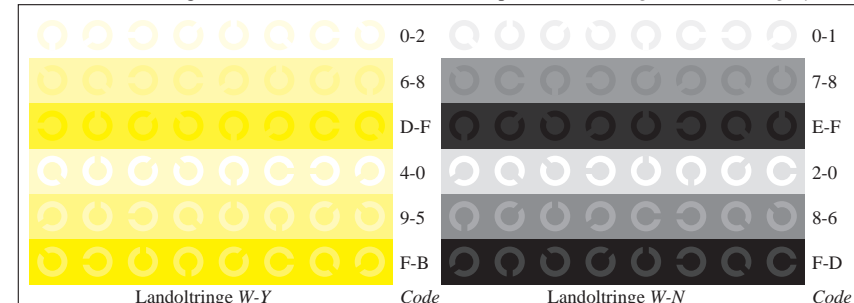 0-2 0-1
6-8 7-8
D-F E-F
4-0 2-0
9-5 8-6
F-B F-D
Landoltringe W-Y Code Landoltringe W-N Code